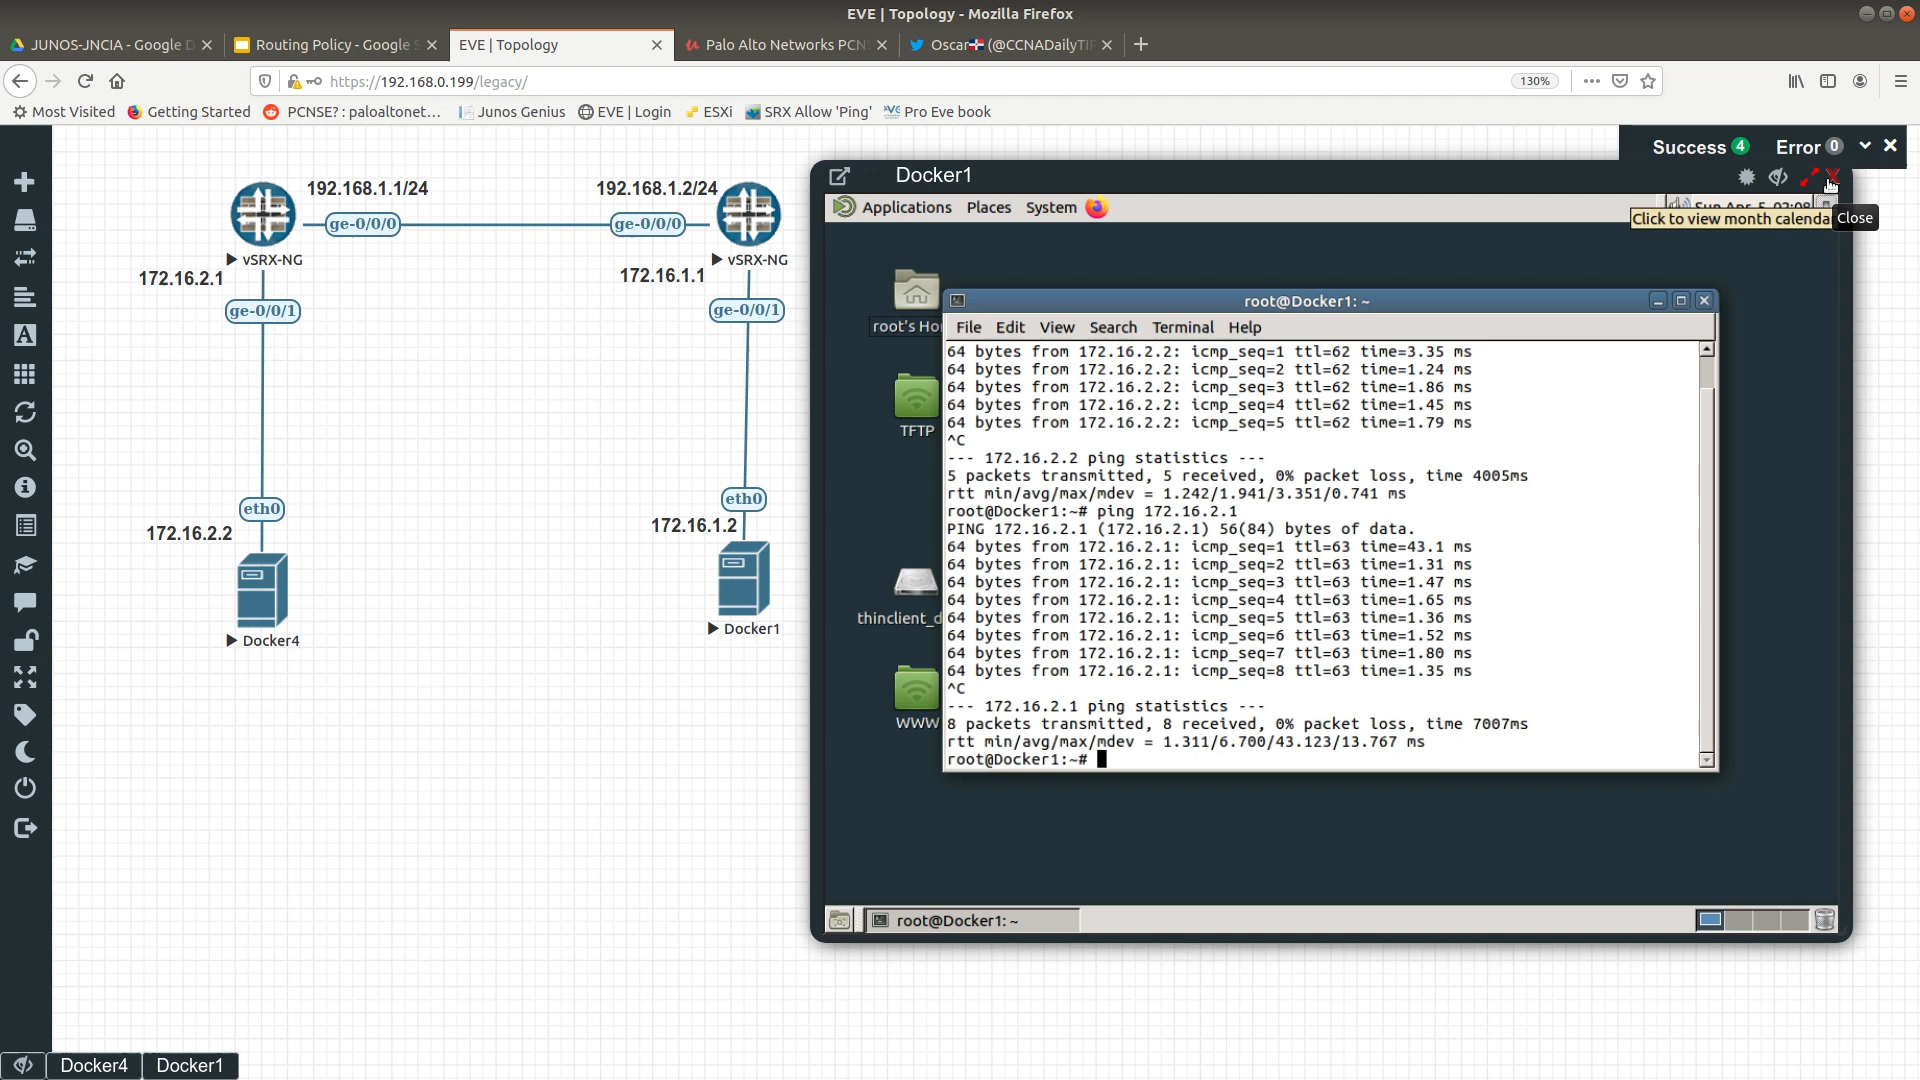 EVE | Topology - Mozilla Firefox
JUNOS-JNCIA - Google D
Routing Policy - Google S
EVE | Topology
Palo Alto Networks PCNS
Oscar (@CCNADailyTIP
https://192.168.0.199/legacy/
130%
Most Visited
Getting Started
PCNSE? : paloaltonet…
Junos Genius
EVE | Login
ESXi
SRX Allow 'Ping'
Pro Eve book
Success 4
Error 0
192.168.1.1/24
192.168.1.2/24
ge-0/0/0
ge-0/0/0
vSRX-NG
vSRX-NG
172.16.2.1
172.16.1.1
ge-0/0/1
ge-0/0/1
eth0
eth0
172.16.2.2
172.16.1.2
Docker4
Docker1
Docker1
Applications Places System
Sun Apr 5, 02:08
Click to view month calenda
Close
root's Ho
TFTP
thinclient_d
WWW
root@Docker1: ~
File Edit View Search Terminal Help
64 bytes from 172.16.2.2: icmp_seq=1 ttl=62 time=3.35 ms
64 bytes from 172.16.2.2: icmp_seq=2 ttl=62 time=1.24 ms
64 bytes from 172.16.2.2: icmp_seq=3 ttl=62 time=1.86 ms
64 bytes from 172.16.2.2: icmp_seq=4 ttl=62 time=1.45 ms
64 bytes from 172.16.2.2: icmp_seq=5 ttl=62 time=1.79 ms
^C
--- 172.16.2.2 ping statistics ---
5 packets transmitted, 5 received, 0% packet loss, time 4005ms
rtt min/avg/max/mdev = 1.242/1.941/3.351/0.741 ms
root@Docker1:~# ping 172.16.2.1
PING 172.16.2.1 (172.16.2.1) 56(84) bytes of data.
64 bytes from 172.16.2.1: icmp_seq=1 ttl=63 time=43.1 ms
64 bytes from 172.16.2.1: icmp_seq=2 ttl=63 time=1.31 ms
64 bytes from 172.16.2.1: icmp_seq=3 ttl=63 time=1.47 ms
64 bytes from 172.16.2.1: icmp_seq=4 ttl=63 time=1.65 ms
64 bytes from 172.16.2.1: icmp_seq=5 ttl=63 time=1.36 ms
64 bytes from 172.16.2.1: icmp_seq=6 ttl=63 time=1.52 ms
64 bytes from 172.16.2.1: icmp_seq=7 ttl=63 time=1.80 ms
64 bytes from 172.16.2.1: icmp_seq=8 ttl=63 time=1.35 ms
^C
--- 172.16.2.1 ping statistics ---
8 packets transmitted, 8 received, 0% packet loss, time 7007ms
rtt min/avg/max/mdev = 1.311/6.700/43.123/13.767 ms
root@Docker1:~#
root@Docker1: ~
Docker4
Docker1